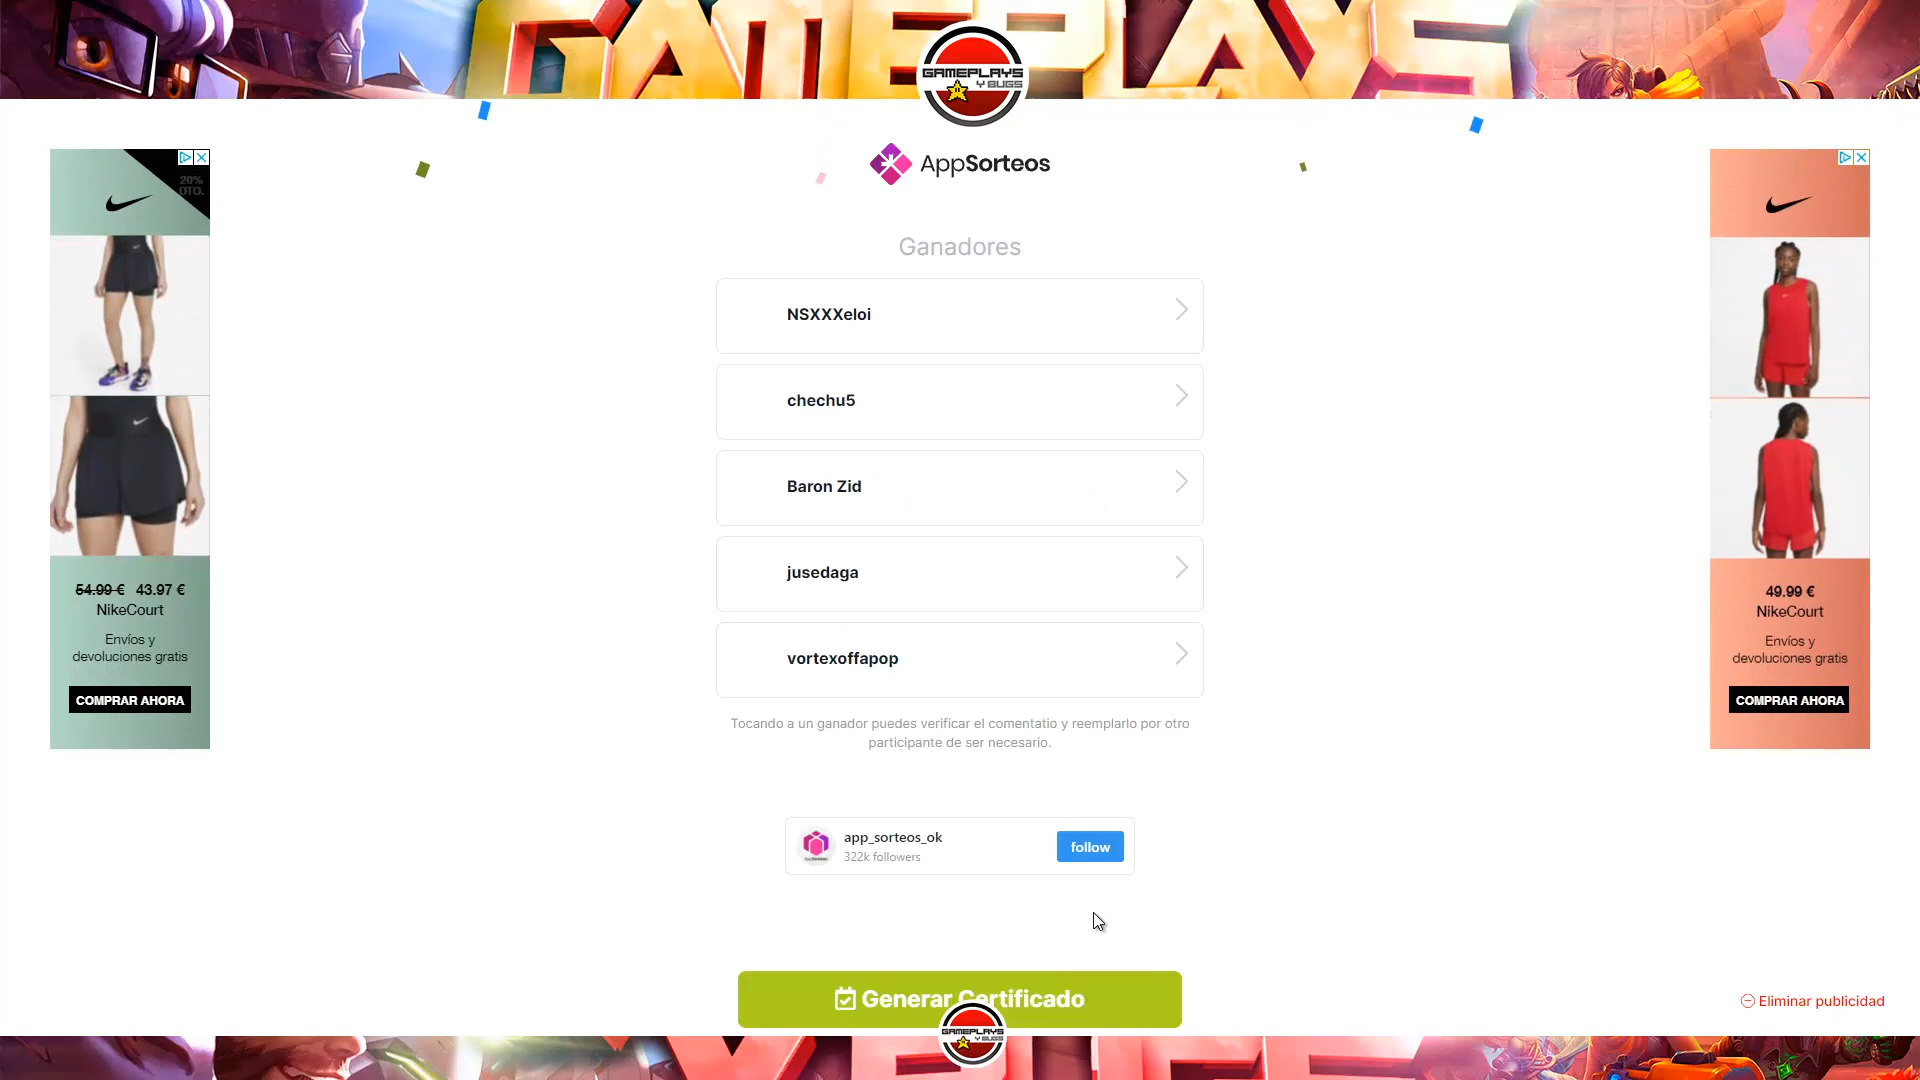 GAMEPLAYS
GAMEPLAYS
Y BUGS
AppSorteos
20%
DTO.
Ganadores
NSXXXeloi
chechu5
Baron Zid
jusedaga
vortexoffapop
Tocando a un ganador puedes verificar el comentatio y reemplarlo por otro
participante de ser necesario.
54.99 € 43.97 €
NikeCourt
Envíos y
devoluciones gratis
COMPRAR AHORA
49.99 €
NikeCourt
Envíos y
devoluciones gratis
COMPRAR AHORA
app_sorteos_ok
322k followers
follow
Generar Certificado
Eliminar publicidad
GAMEPLAYS
Y BUGS
Y BUGS